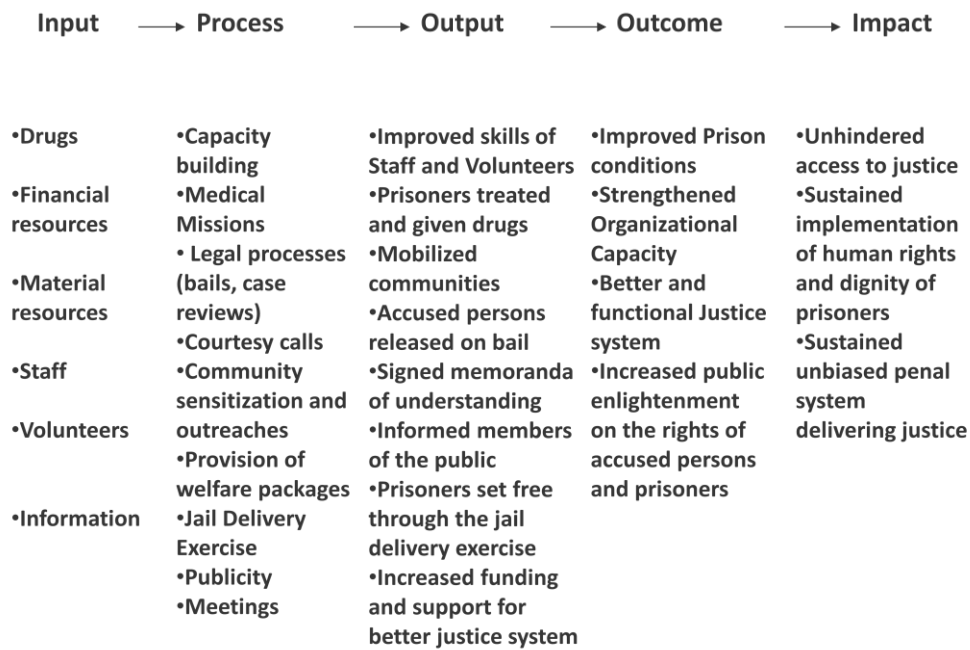 Input → Process → Output → Outcome → Impact
•Drugs
•Financial
resources
•Material
resources
•Staff
•Volunteers
•Information
•Capacity
building
•Medical
Missions
• Legal processes
(bails, case
reviews)
•Courtesy calls
•Community
sensitization and
outreaches
•Provision of
welfare packages
•Jail Delivery
Exercise
•Publicity
•Meetings
•Improved skills of
Staff and Volunteers
•Prisoners treated
and given drugs
•Mobilized
communities
•Accused persons
released on bail
•Signed memoranda
of understanding
•Informed members
of the public
•Prisoners set free
through the jail
delivery exercise
•Increased funding
and support for
better justice system
•Improved Prison
conditions
•Strengthened
Organizational
Capacity
•Better and
functional Justice
system
•Increased public
enlightenment
on the rights of
accused persons
and prisoners
•Unhindered
access to justice
•Sustained
implementation
of human rights
and dignity of
prisoners
•Sustained
unbiased penal
system
delivering justice